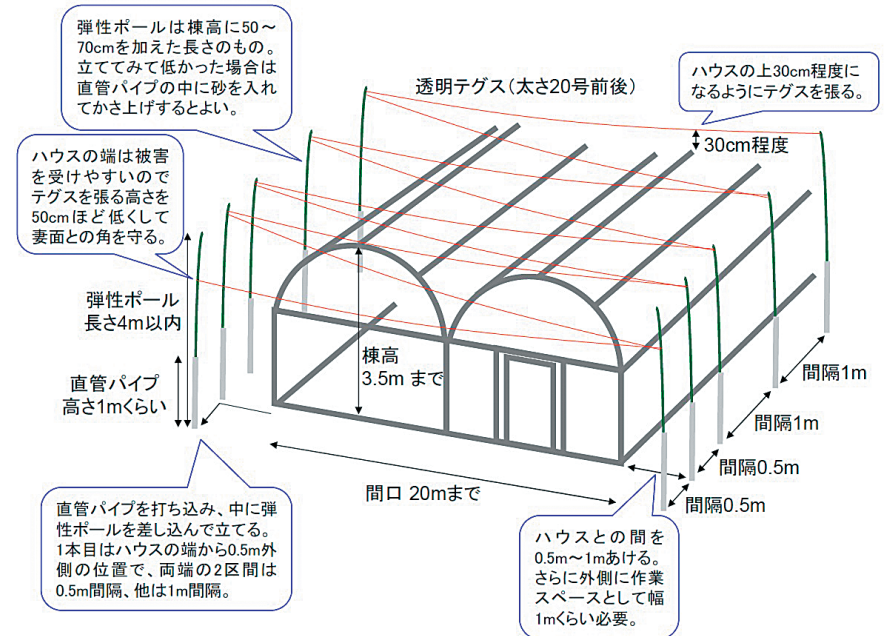 弾性ポールは棟高に50～
70cmを加えた長さのもの。
立ててみて低かった場合は
直管パイプの中に砂を入れ
てかさ上げするとよい。
透明テグス（太さ20号前後）
ハウスの上30cm程度に
なるようにテグスを張る。
30cm程度
ハウスの端は被害
を受けやすいので
テグスを張る高さを
50cmほど低くして
妻面との角を守る。
弾性ポール
長さ4m以内
直管パイプ
高さ1mくらい
棟高
3.5m まで
間隔1m
間隔1m
間隔0.5m
間隔0.5m
間口 20mまで
直管パイプを打ち込み、中に弾
性ポールを差し込んで立てる。
1本目はハウスの端から0.5m外
側の位置で、両端の2区間は
0.5m間隔、他は1m間隔。
ハウスとの間を
0.5m～1mあける。
さらに外側に作業
スペースとして幅
1mくらい必要。